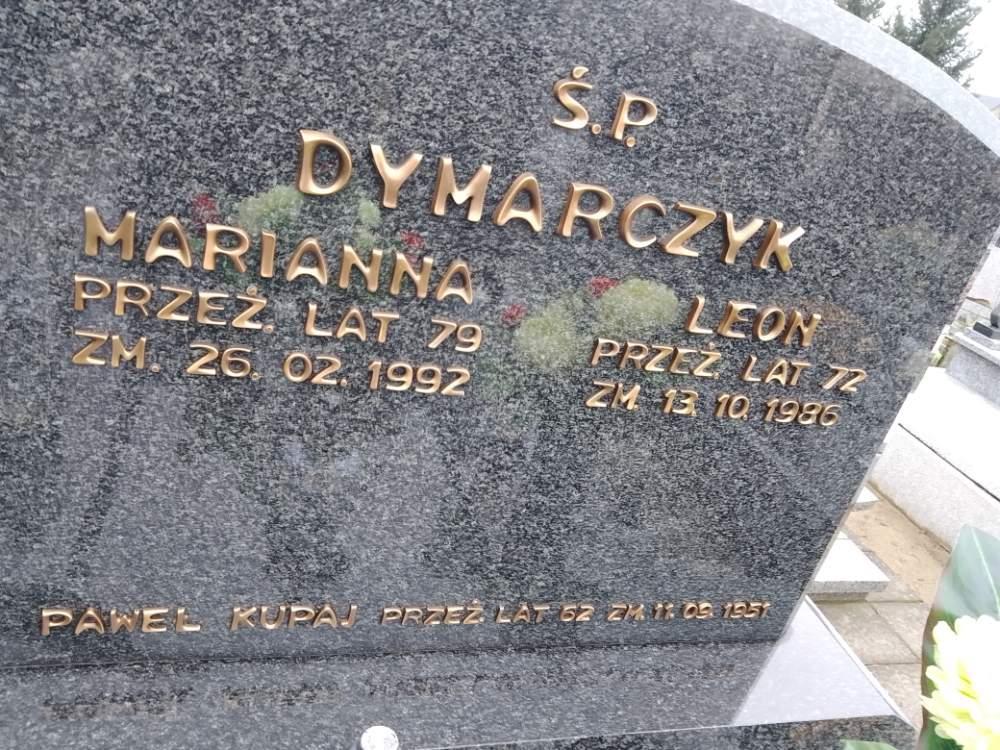 Ś.P.
DYMARCZYK
MARIANNA
PRZEŻ. LAT 79
ZM. 26. 02. 1992
LEON
PRZEŻ. LAT 72
ZM. 13. 10. 1986
PAWEŁ KUPAJ PRZEŻ. LAT 62 ZM. 11. 09. 1951